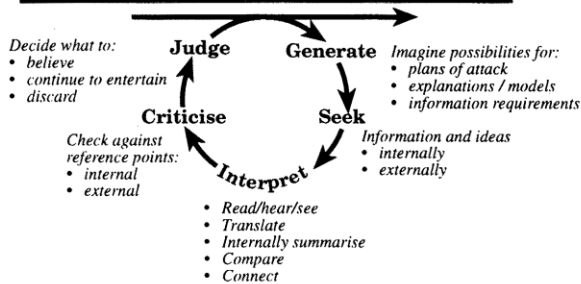 Decide what to:
• believe
• continue to entertain
• discard
Judge
Generate
Imagine possibilities for:
• plans of attack
• explanations / models
• information requirements
Criticise
Seek
Check against
reference points:
• internal
• external
Information and ideas
• internally
• externally
Interpret
• Read/hear/see
• Translate
• Internally summarise
• Compare
• Connect